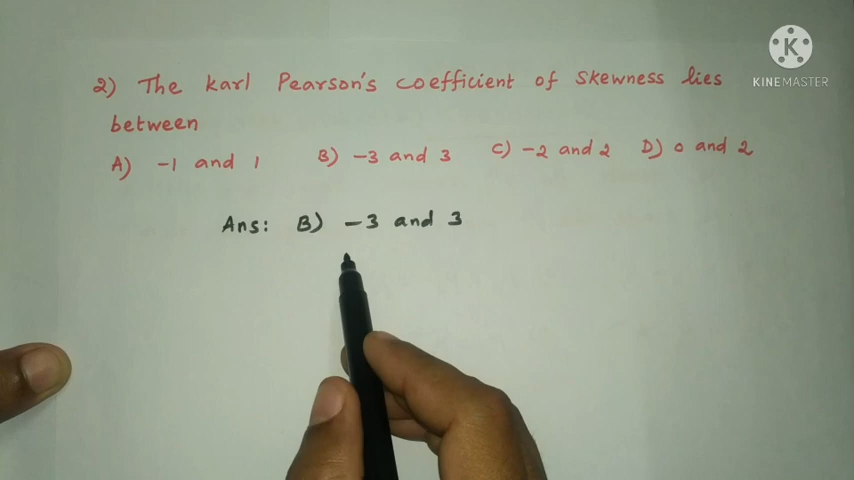 KINEMASTER
2) The Karl Pearson's coefficient of skewness lies
between
A) -1 and 1 B) -3 and 3 C) -2 and 2 D) 0 and 2
Ans: B) -3 and 3